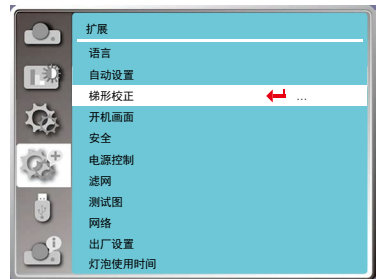 扩展
语言
自动设置
梯形校正 ...
开机画面
安全
电源控制
滤网
测试图
网络
出厂设置
灯泡使用时间